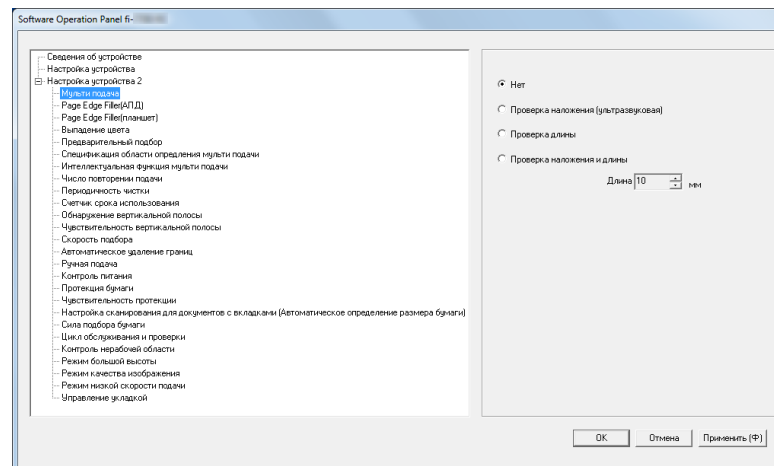 Software Operation Panel fi-
Сведения об устройстве
Настройка устройства
Настройка устройства 2
Мульти подача
Page Edge Filler(АПД)
Page Edge Filler(планшет)
Выпадение цвета
Предварительный подбор
Спецификация области опредления мульти подачи
Интеллектуальная функция мульти подачи
Число повторении подачи
Периодичность чистки
Счетчик срока использования
Обнаружение вертикальной полосы
Чувствительность вертикальной полосы
Скорость подбора
Автоматическое удаление границ
Ручная подача
Контроль питания
Протекция бумаги
Чувствительность протекции
Настройка сканирования для документов с вкладками (Автоматическое определение размера бумаги)
Сила подбора бумаги
Цикл обслуживания и проверки
Контроль нерабочей области
Режим большой высоты
Режим качества изображения
Режим низкой скорости подачи
Управление укладкой
Нет
Проверка наложения (ультразвуковая)
Проверка длины
Проверка наложения и длины
Длина 10 мм
OK Отмена Применить (Ф)